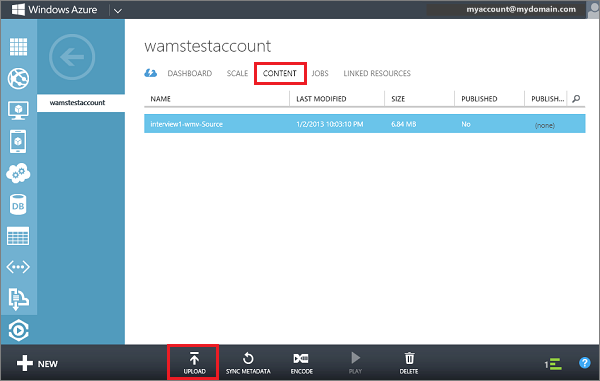 Windows Azure
myaccount@mydomain.com
wamstestaccount
DASHBOARD SCALE CONTENT JOBS LINKED RESOURCES
wamstestaccount
NAME LAST MODIFIED SIZE PUBLISHED PUBLISH...
interview1-wmv-Source 1/2/2013 10:03:10 PM 6.84 MB No (none)
DB
NEW
UPLOAD SYNC METADATA ENCODE PLAY DELETE
1
?